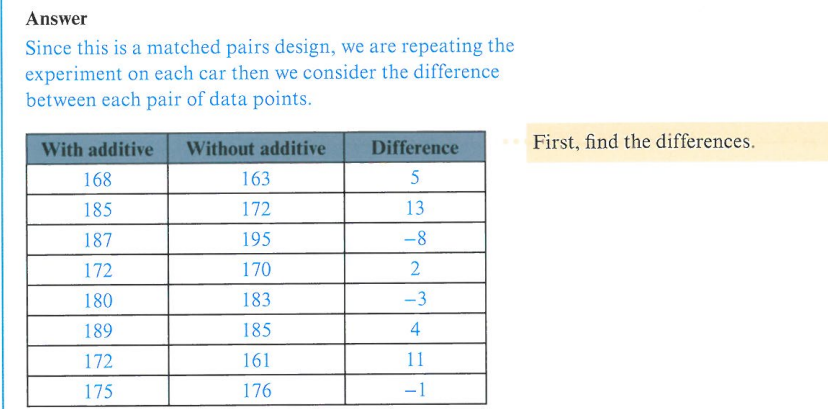 Answer
Since this is a matched pairs design, we are repeating the
experiment on each car then we consider the difference
between each pair of data points.
With additive Without additive Difference
First, find the differences.
168 163 5
185 172 13
187 195 −8
172 170 2
180 183 −3
189 185 4
172 161 11
175 176 −1